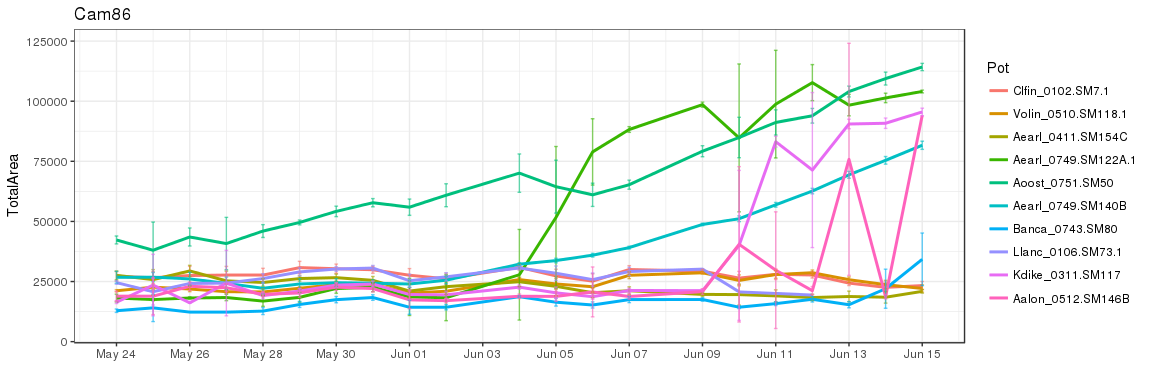 Cam86
TotalArea
125000
100000
75000
50000
25000
0
May 24 May 26 May 28 May 30 Jun 01 Jun 03 Jun 05 Jun 07 Jun 09 Jun 11 Jun 13 Jun 15
Pot
Clfin_0102.SM7.1
Volin_0510.SM118.1
Aearl_0411.SM154C
Aearl_0749.SM122A.1
Aoost_0751.SM50
Aearl_0749.SM140B
Banca_0743.SM80
Llanc_0106.SM73.1
Kdike_0311.SM117
Aalon_0512.SM146B